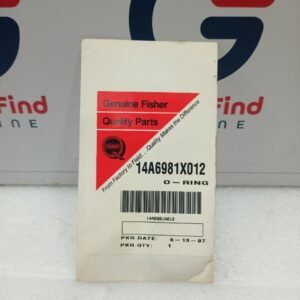 Find
Genuine Fisher
Quality Parts
From Factory to Field... Quality Makes the Difference
14A6981X012
O-RING
14A6981X012
PKG.DATE: 8-13-97
PKG.QTY: 1
Find